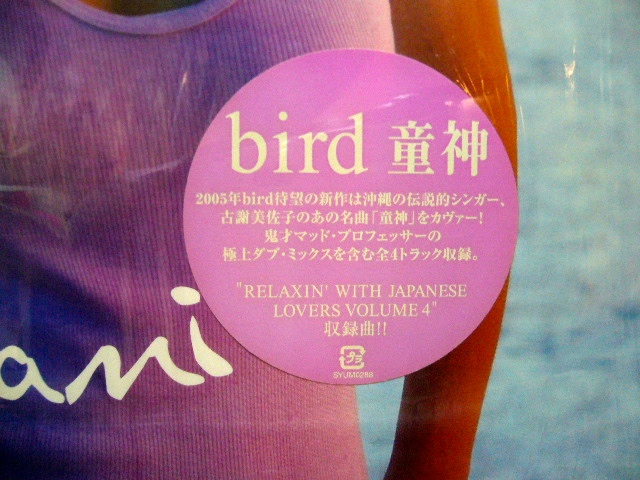 bird 童神
2005年bird待望の新作は沖縄の伝説的シンガー、
古謝美佐子のあの名曲「童神」をカヴァー!
鬼才マッド・プロフェッサーの
極上ダブ・ミックスを含む全4トラック収録。
"RELAXIN' WITH JAPANESE
LOVERS VOLUME 4"
収録曲!!
プラ
SYUM0286
ani